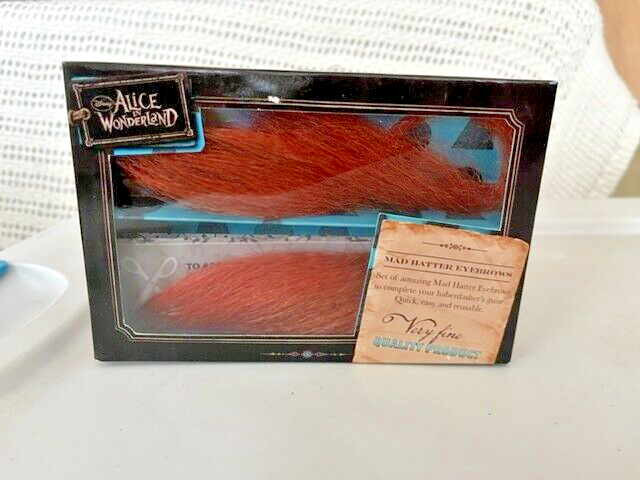 Disney
ALICE
IN
WONDERLAND
TO A
MAD HATTER EYEBROWS
Set of amazing Mad Hatter Eyebrows
to complete your haberdasher's guise.
Quick, easy and reusable.
Very fine
QUALITY PRODUCT